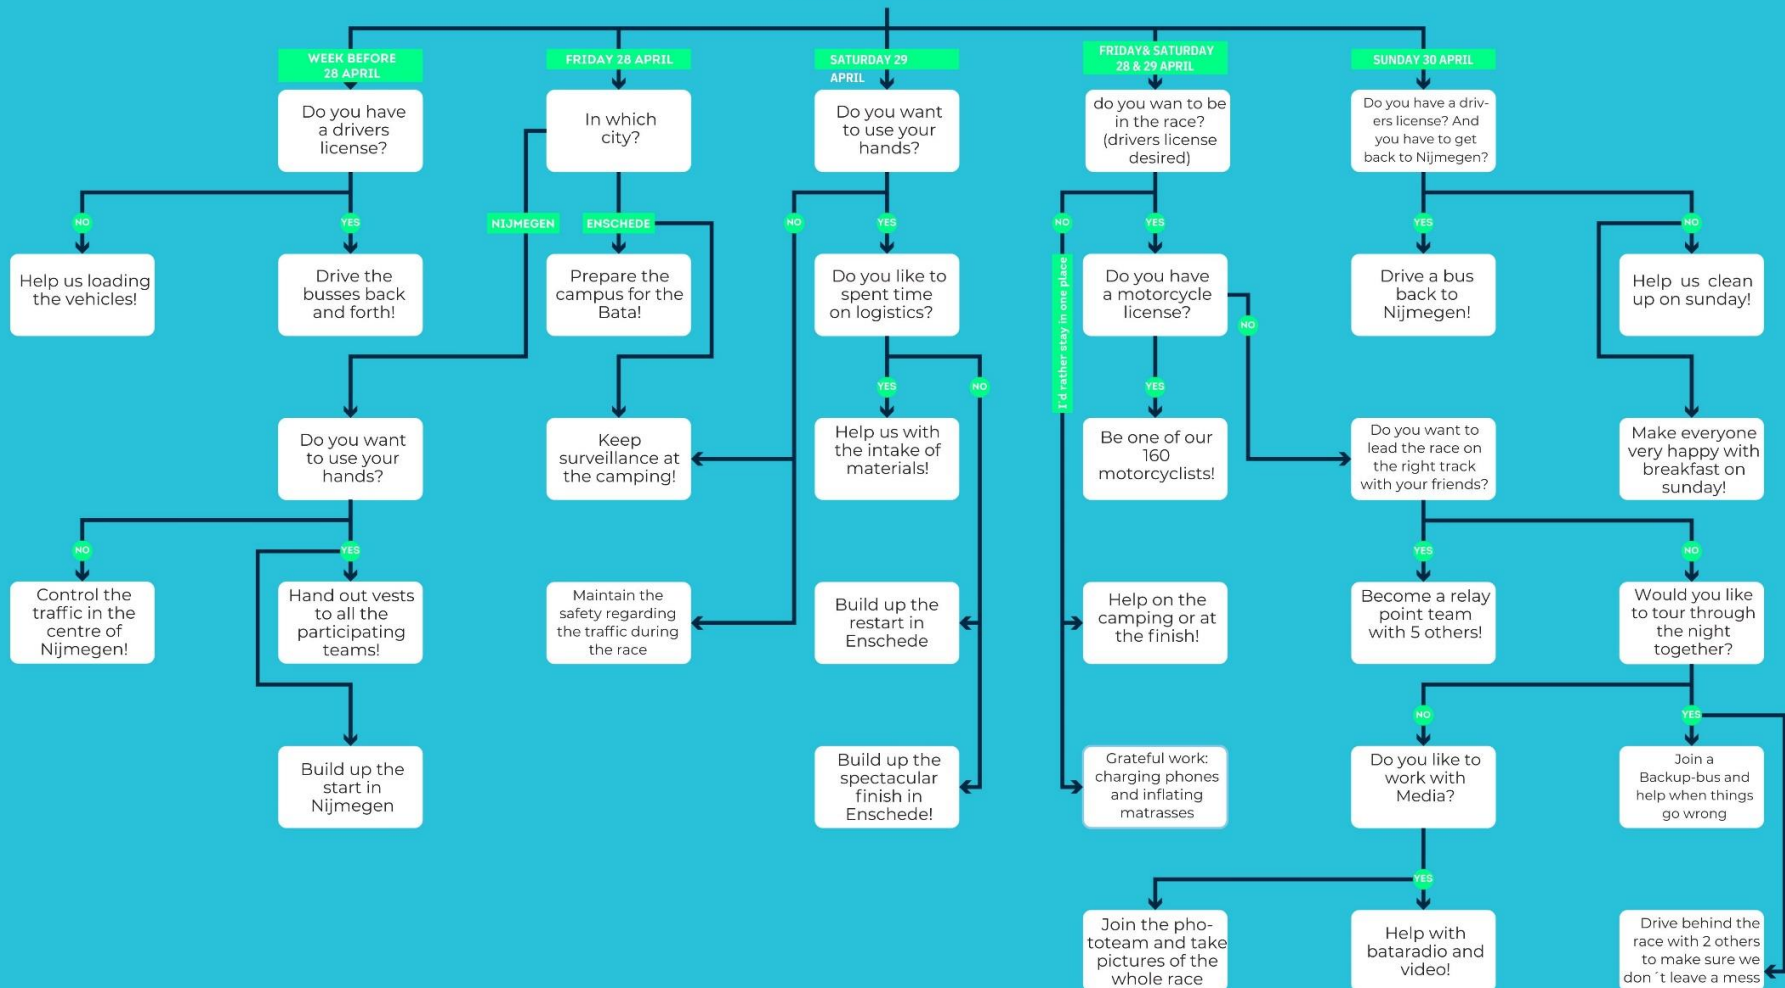 WEEK BEFORE
28 APRIL
FRIDAY 28 APRIL
SATURDAY 29
APRIL
FRIDAY& SATURDAY
28 & 29 APRIL
SUNDAY 30 APRIL
Do you have
a drivers
license?
In which
city?
Do you want
to use your
hands?
do you wan to be
in the race?
(drivers license
desired)
Do you have a driv-
ers license? And
you have to get
back to Nijmegen?
NO
YES
NIJMEGEN
ENSCHEDE
NO
YES
NO
YES
YES
NO
Help us loading
the vehicles!
Drive the
busses back
and forth!
Prepare the
campus for the
Bata!
Do you like to
spent time
on logistics?
I'd rather stay in one place
Do you have
a motorcycle
license?
NO
Drive a bus
back to
Nijmegen!
Help us clean
up on sunday!
YES
NO
YES
Do you want
to use your
hands?
Keep
surveillance at
the camping!
Help us with
the intake of
materials!
Be one of our
160
motorcyclists!
Do you want to
lead the race on
the right track
with your friends?
Make everyone
very happy with
breakfast on
sunday!
NO
YES
YES
NO
Control the
traffic in the
centre of
Nijmegen!
Hand out vests
to all the
participating
teams!
Maintain the
safety regarding
the traffic during
the race
Build up the
restart in
Enschede
Help on the
camping or at
the finish!
Become a relay
point team
with 5 others!
Would you like
to tour through
the night
together?
NO
YES
Build up the
start in
Nijmegen
Build up the
spectacular
finish in
Enschede!
Grateful work:
charging phones
and inflating
matrasses
Do you like to
work with
Media?
Join a
Backup-bus and
help when things
go wrong
YES
Join the pho-
toteam and take
pictures of the
whole race
Help with
bataradio and
video!
Drive behind the
race with 2 others
to make sure we
don´t leave a mess